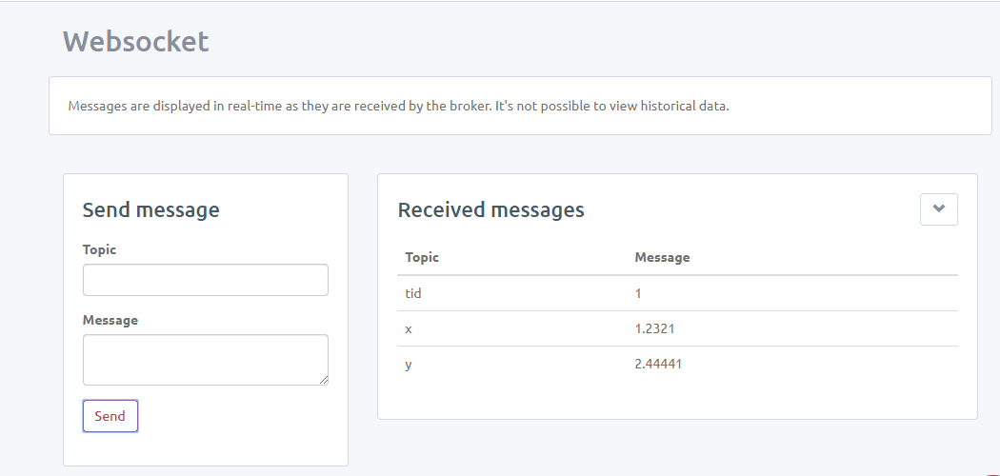 Websocket
Messages are displayed in real-time as they are received by the broker. It's not possible to view historical data.
Send message
Topic
Message
Send
Received messages
Topic Message
tid 1
x 1.2321
y 2.44441